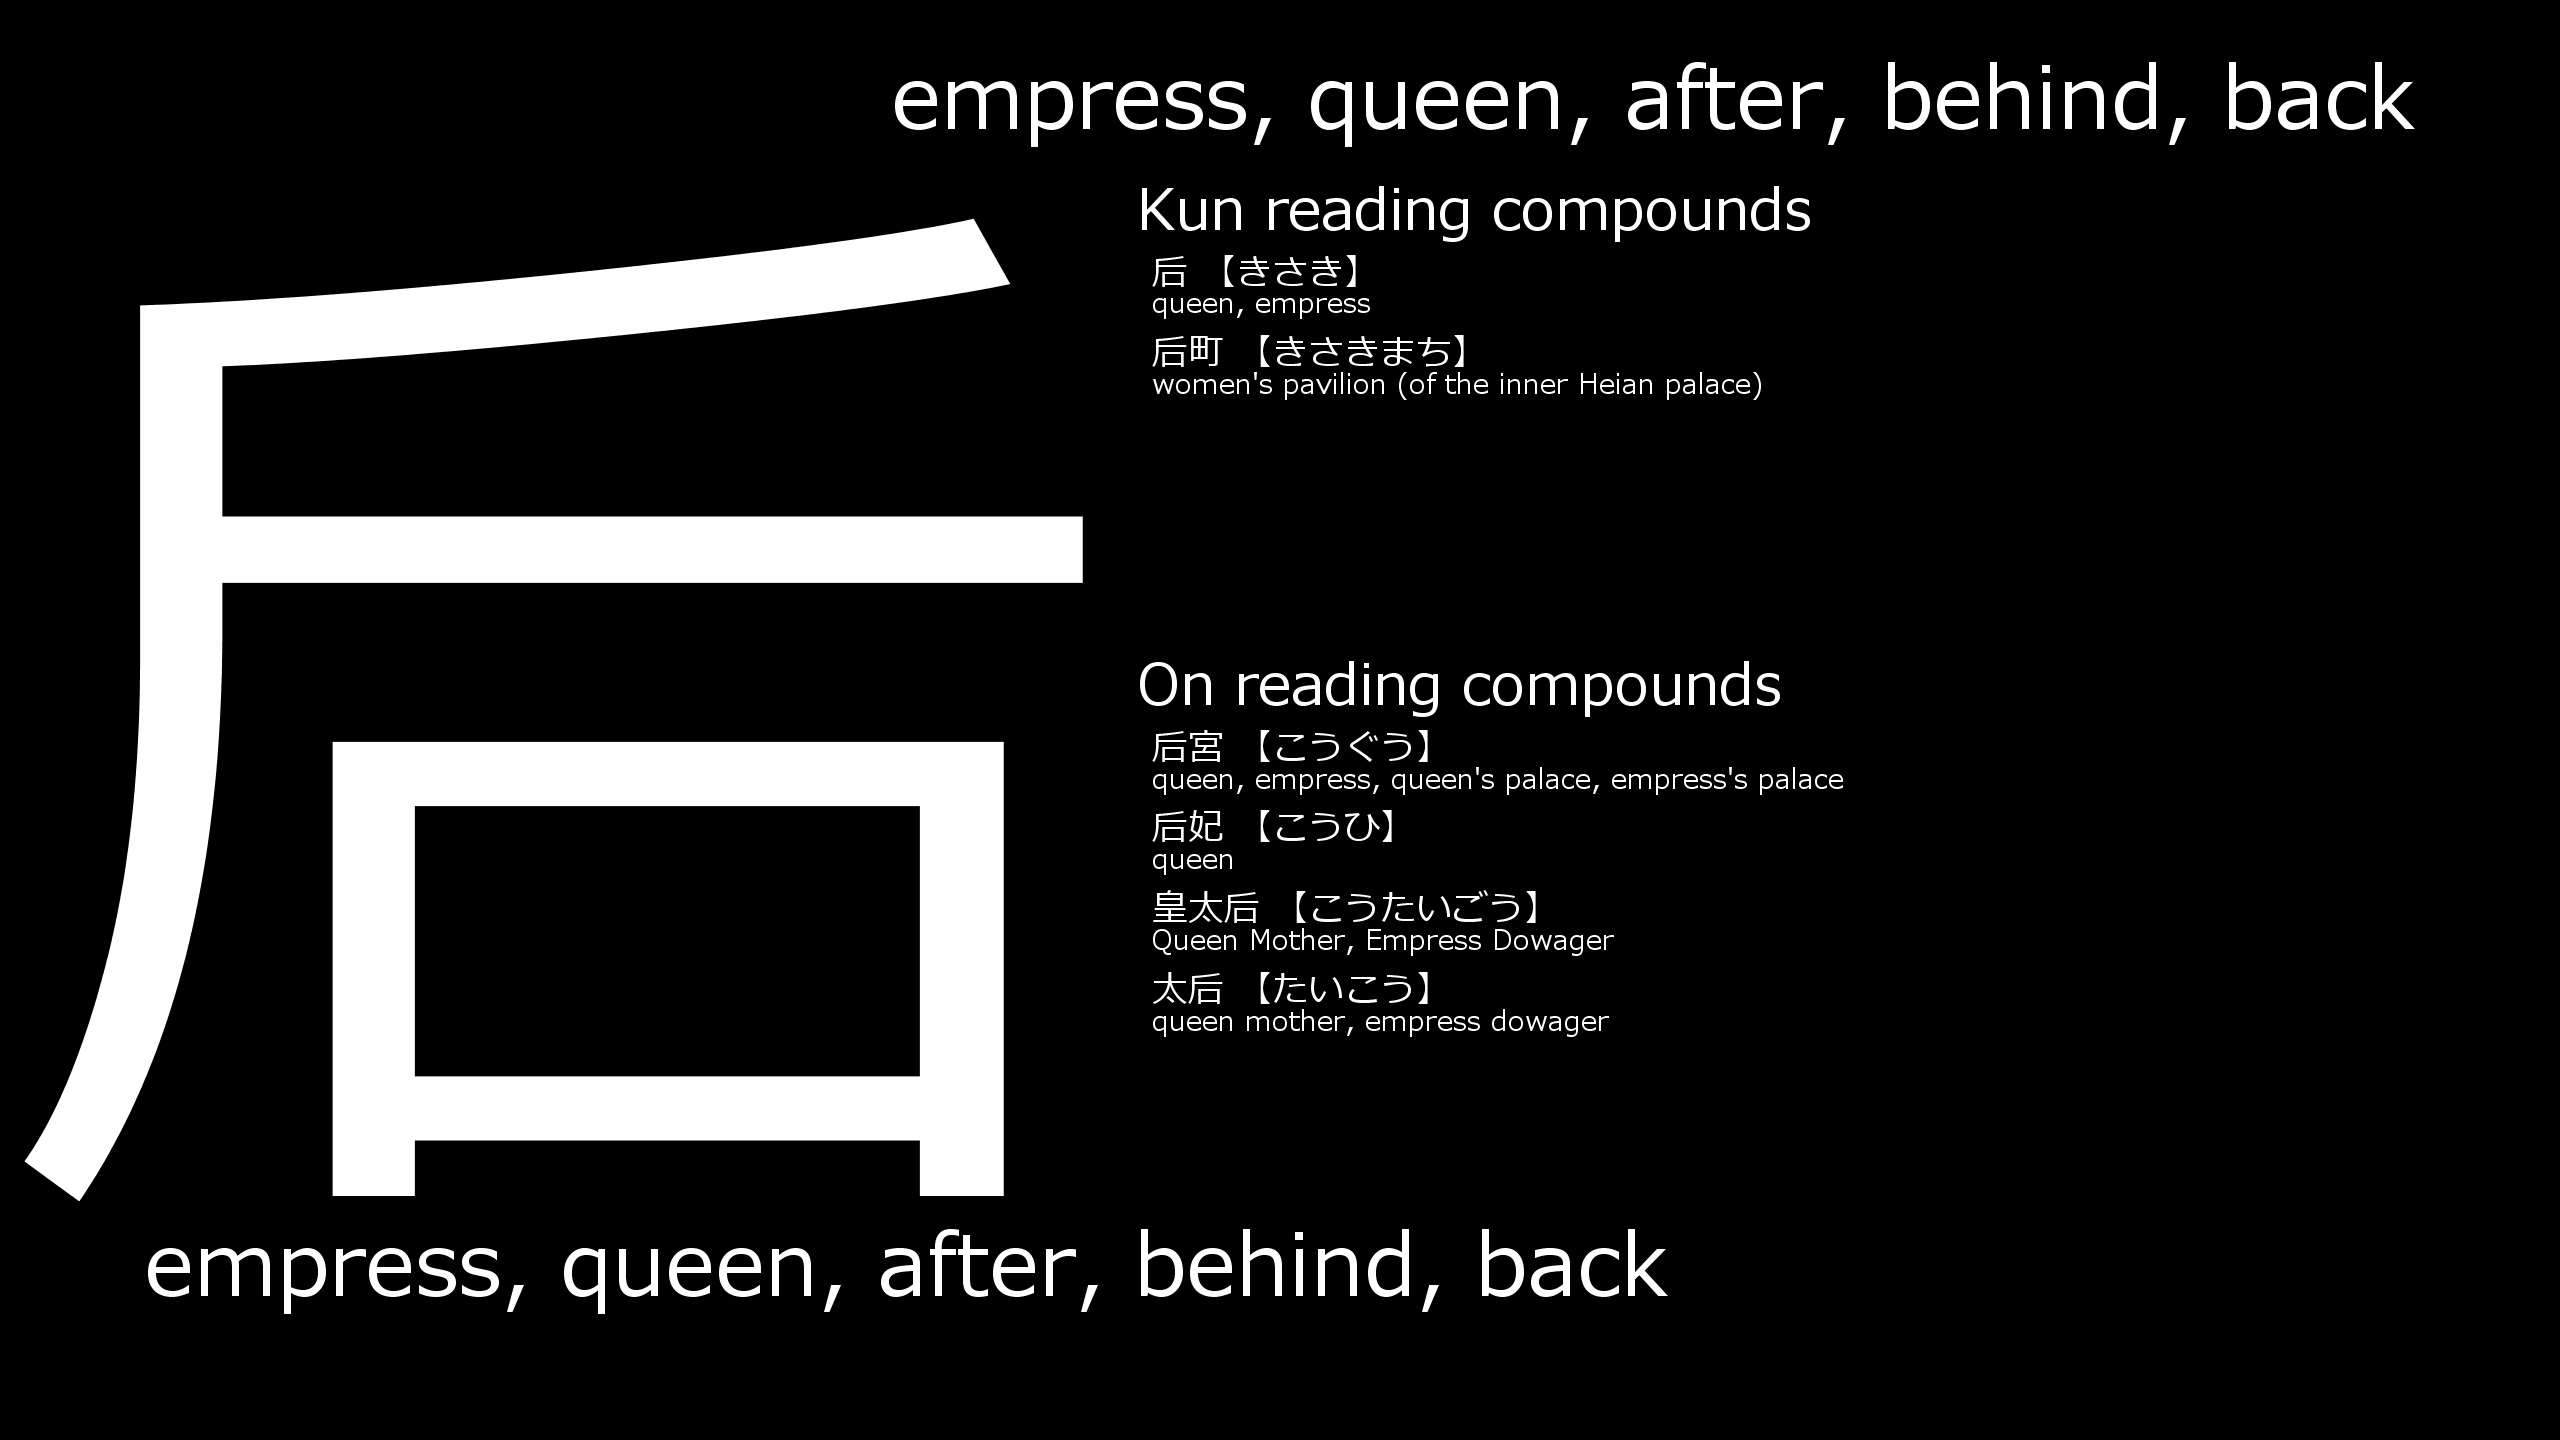 empress, queen, after, behind, back
后
Kun reading compounds
后 【きさき】
queen, empress
后町 【きさきまち】
women's pavilion (of the inner Heian palace)
On reading compounds
后宮 【こうぐう】
queen, empress, queen's palace, empress's palace
后妃 【こうひ】
queen
皇太后 【こうたいごう】
Queen Mother, Empress Dowager
太后 【たいこう】
queen mother, empress dowager
empress, queen, after, behind, back